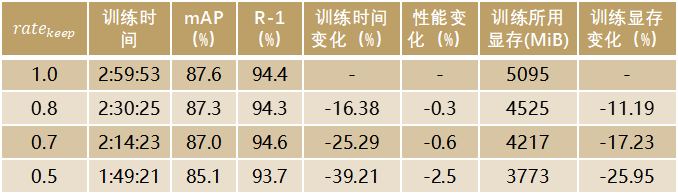 rate_keep 训练时间 mAP (%) R-1 (%) 训练时间变化(%) 性能变化(%) 训练所用显存(MiB) 训练显存变化(%)
1.0 2:59:53 87.6 94.4 - - 5095 -
0.8 2:30:25 87.3 94.3 -16.38 -0.3 4525 -11.19
0.7 2:14:23 87.0 94.6 -25.29 -0.6 4217 -17.23
0.5 1:49:21 85.1 93.7 -39.21 -2.5 3773 -25.95